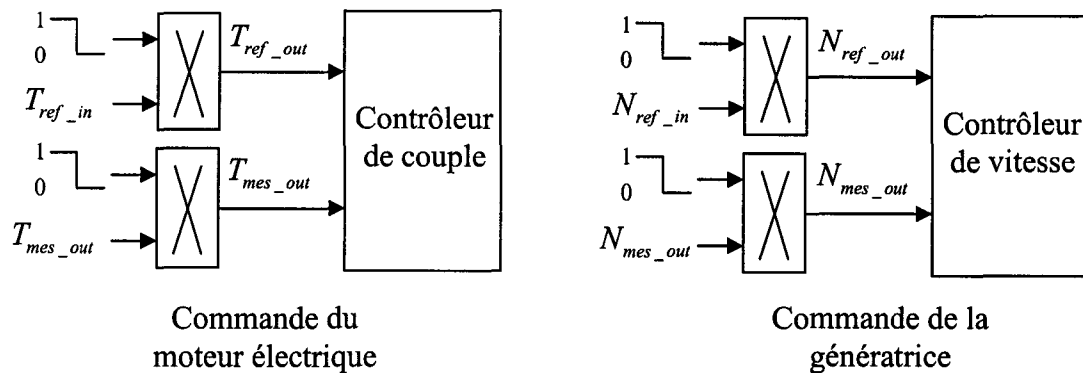 1
0
T_ref_in
T_ref_out
1
0
T_mes_out
T_mes_out
Contrôleur
de couple
Commande du
moteur électrique
1
0
N_ref_in
N_ref_out
1
0
N_mes_out
N_mes_out
Contrôleur
de vitesse
Commande de la
génératrice